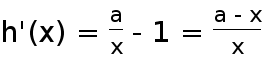 h'(x) = a/x - 1 = (a - x)/x